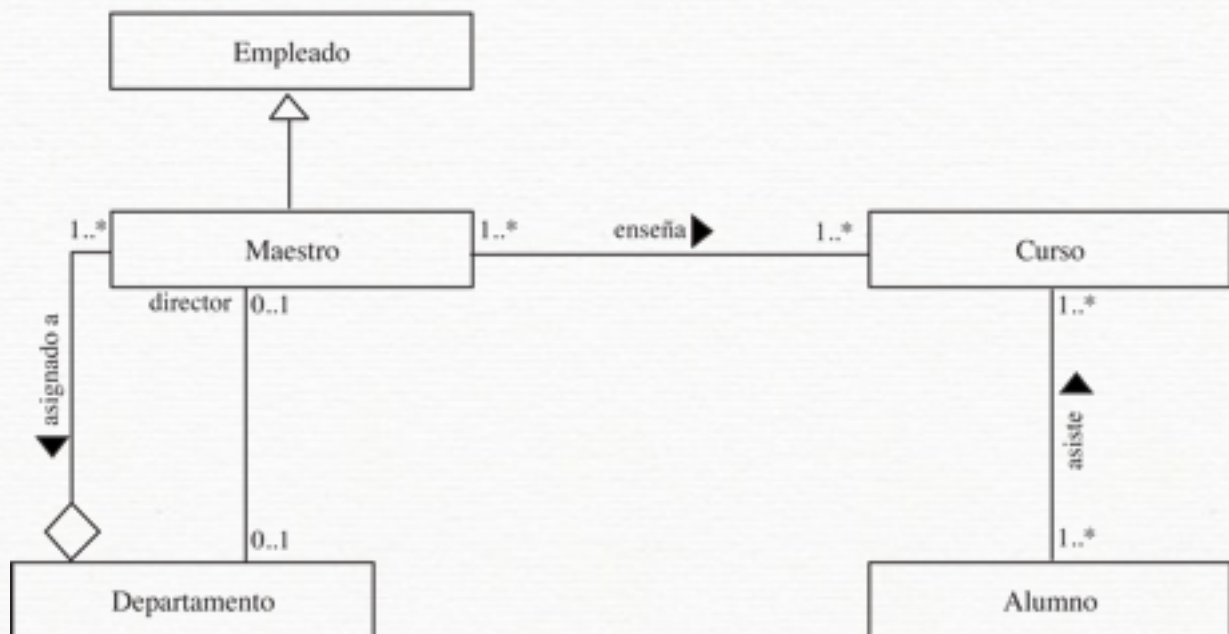 Empleado
1..*
Maestro
1..*
enseña
1..*
Curso
director
0..1
1..*
asignado a
asiste
0..1
1..*
Departamento
Alumno